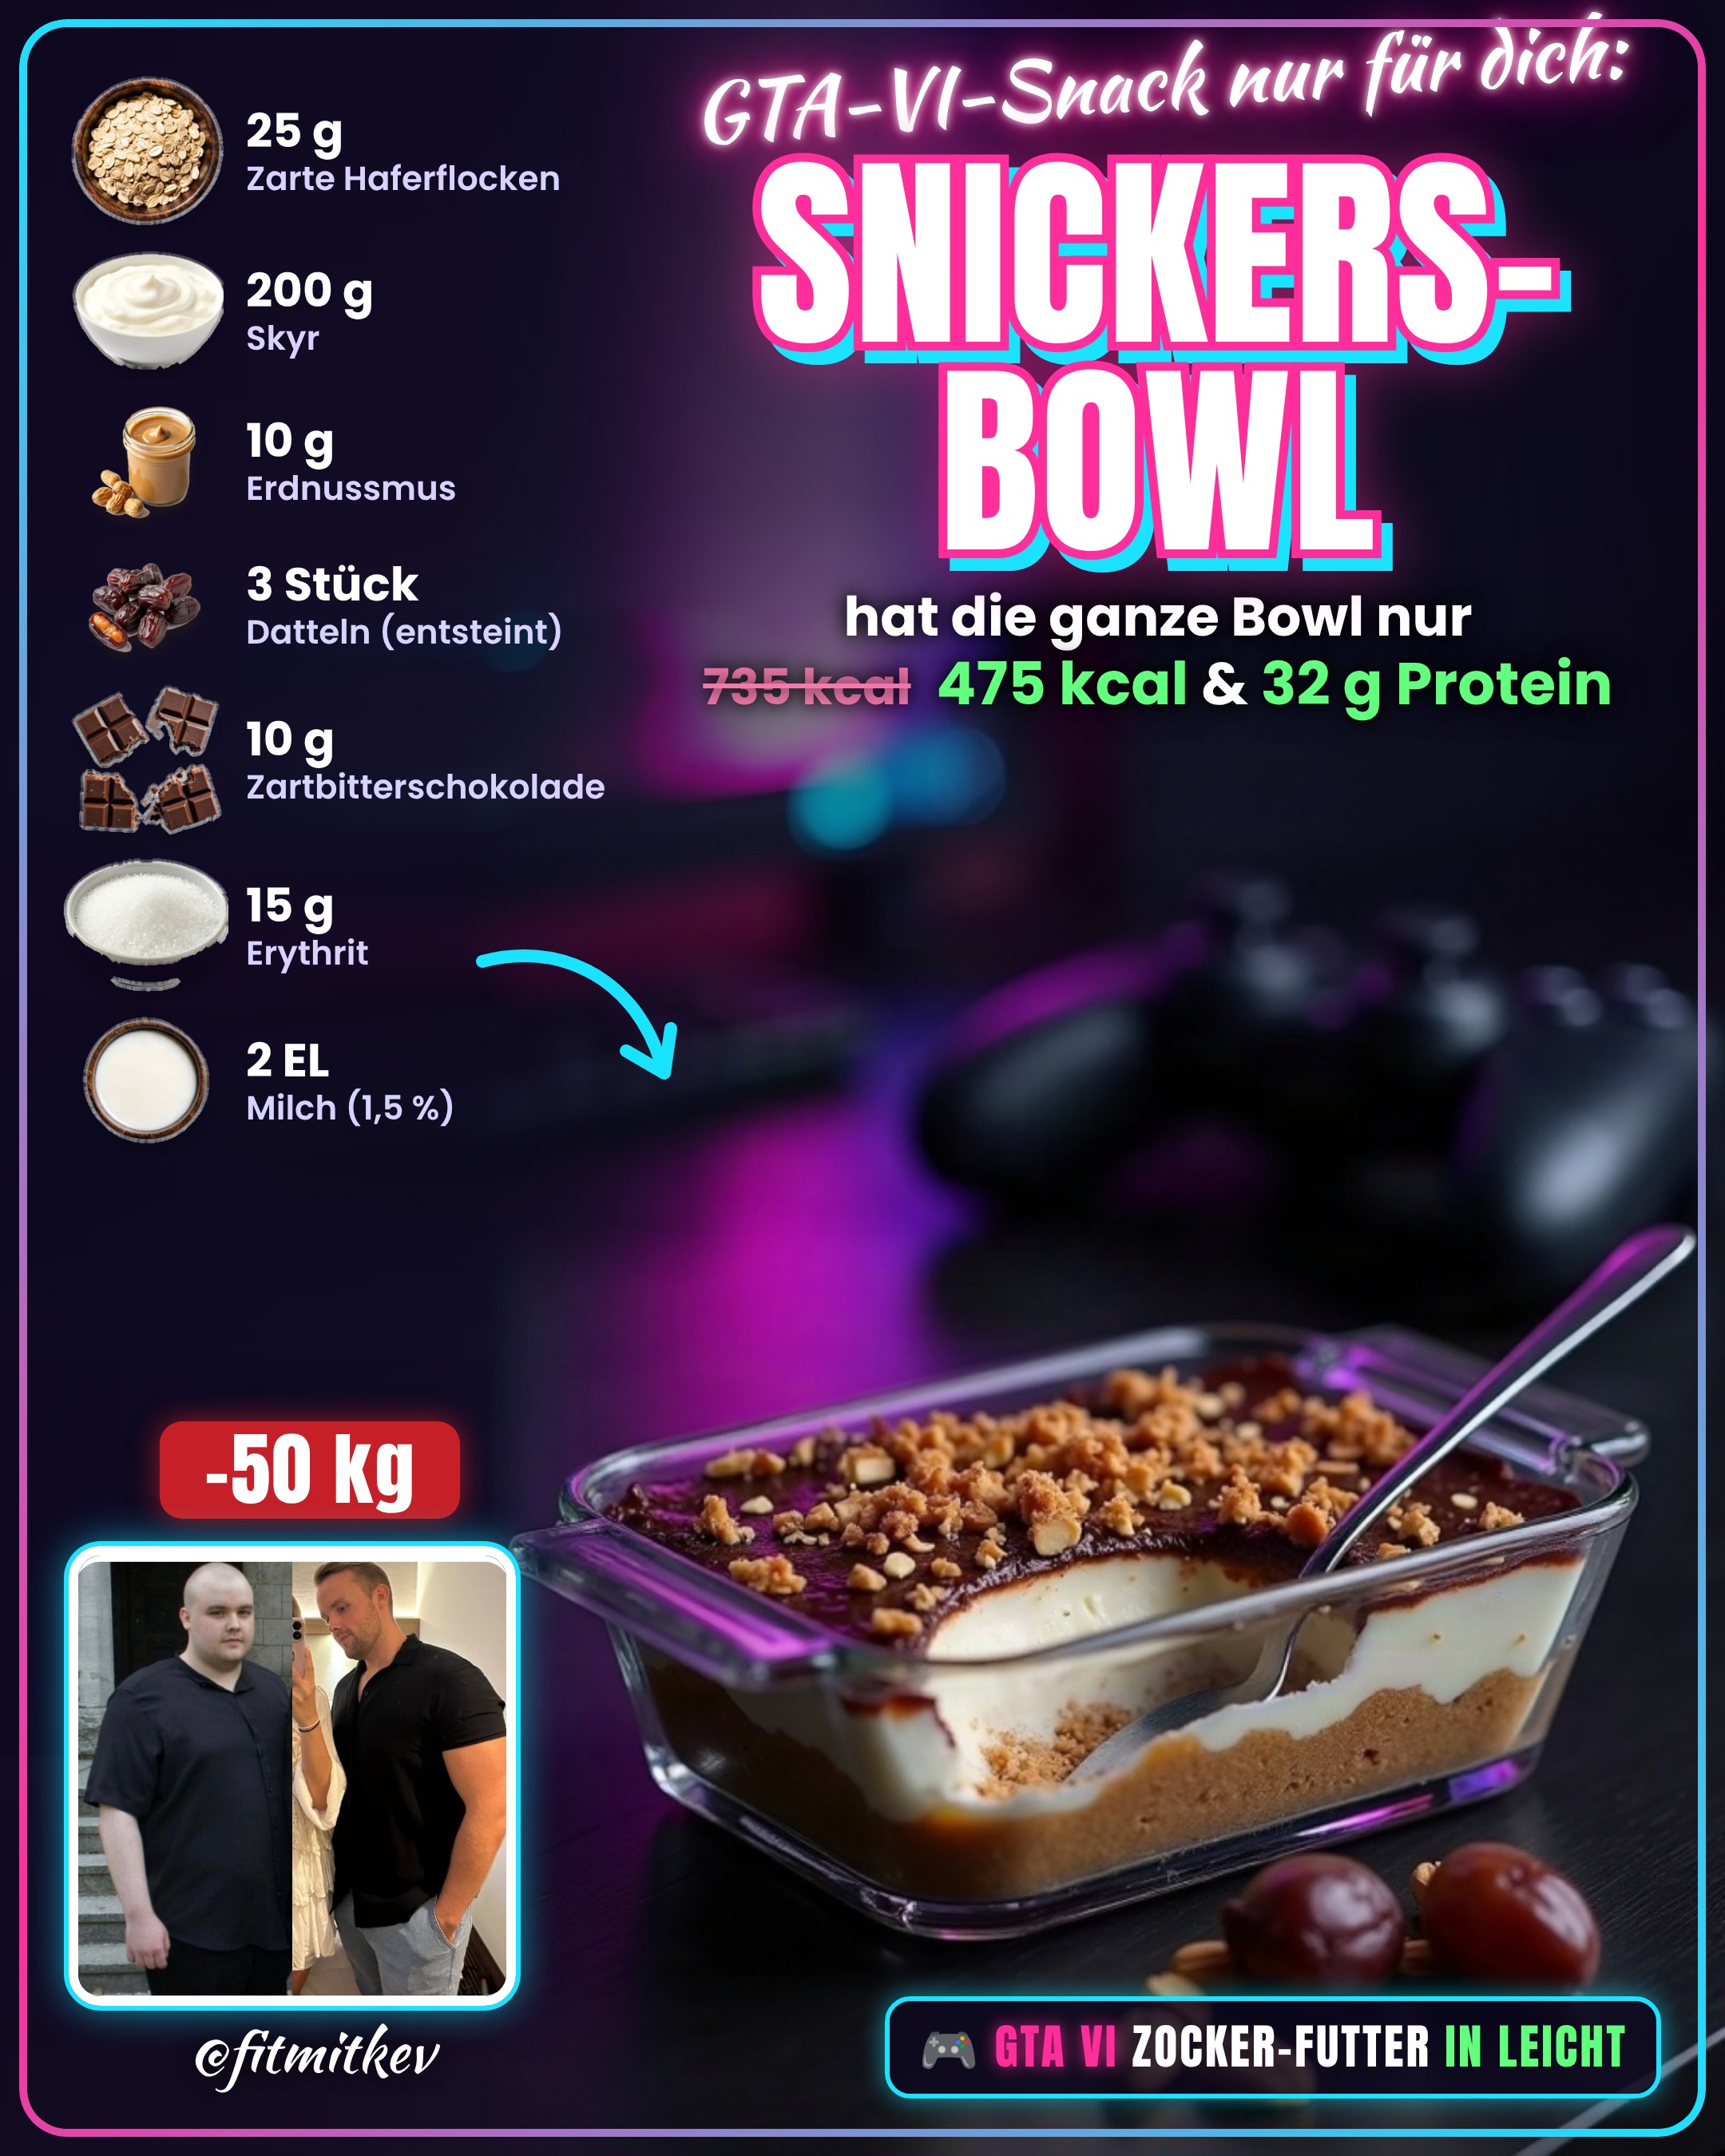 GTA-VI-Snack nur für dich:
SNICKERS-
BOWL
hat die ganze Bowl nur
735 kcal 475 kcal & 32 g Protein
25 g
Zarte Haferflocken
200 g
Skyr
10 g
Erdnussmus
3 Stück
Datteln (entsteint)
10 g
Zartbitterschokolade
15 g
Erythrit
2 EL
Milch (1,5 %)
-50 kg
@fitmitkev
GTA VI ZOCKER-FUTTER IN LEICHT